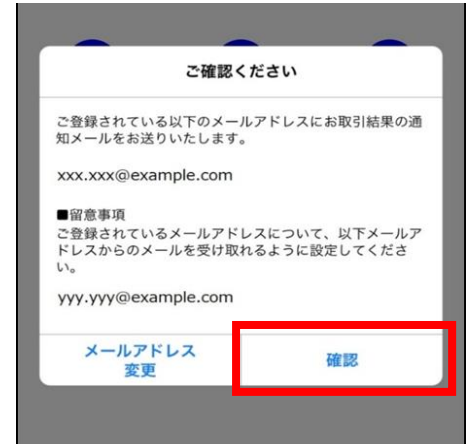 ご確認ください
ご登録されている以下のメールアドレスにお取引結果の通
知メールをお送りいたします。
xxx.xxx@example.com
■留意事項
ご登録されているメールアドレスについて、以下メールア
ドレスからのメールを受け取れるように設定してくださ
い。
yyy.yyy@example.com
メールアドレス
変更
確認